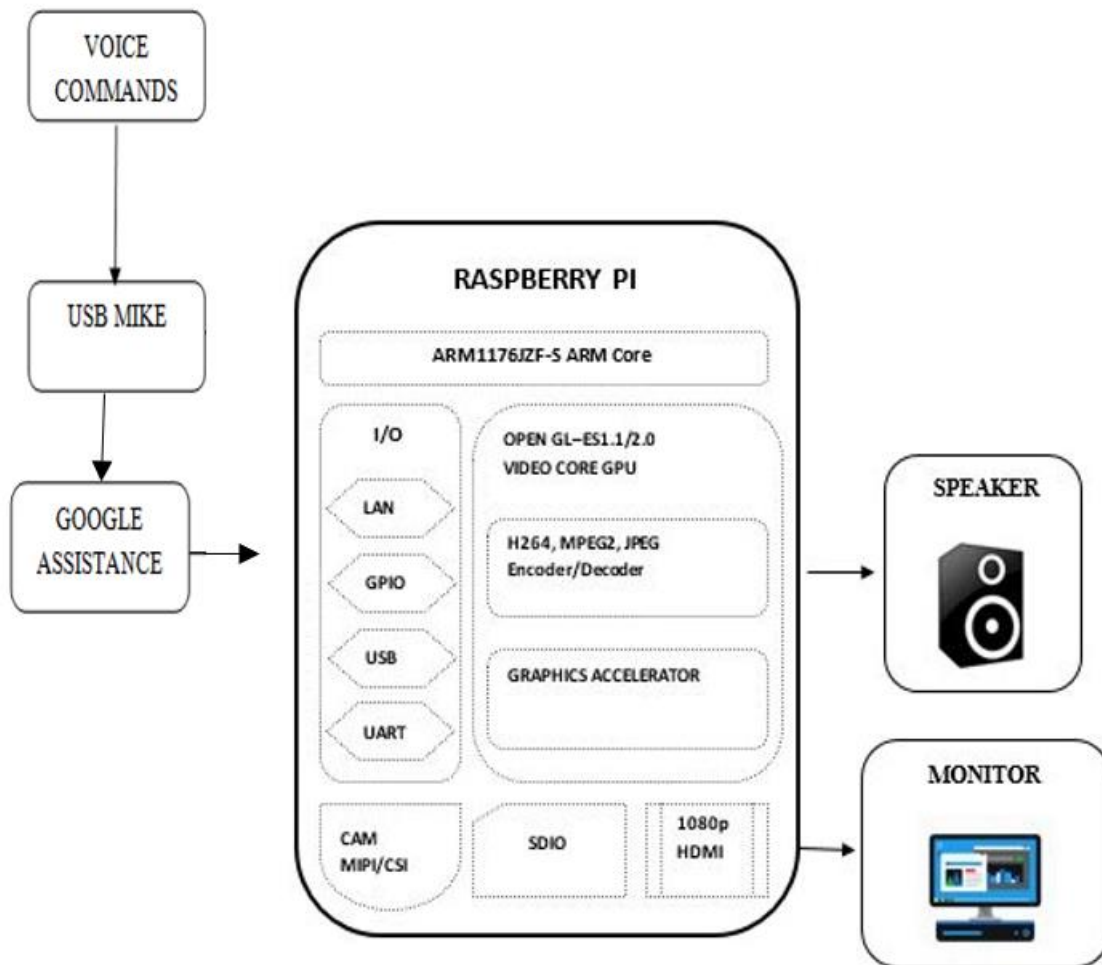 VOICE
COMMANDS
USB MIKE
GOOGLE
ASSISTANCE
RASPBERRY PI
ARM1176JZF-S ARM Core
I/O
LAN
GPIO
USB
UART
OPEN GL–ES1.1/2.0
VIDEO CORE GPU
H264, MPEG2, JPEG
Encoder/Decoder
GRAPHICS ACCELERATOR
CAM
MIPI/CSI
SDIO
1080p
HDMI
SPEAKER
MONITOR